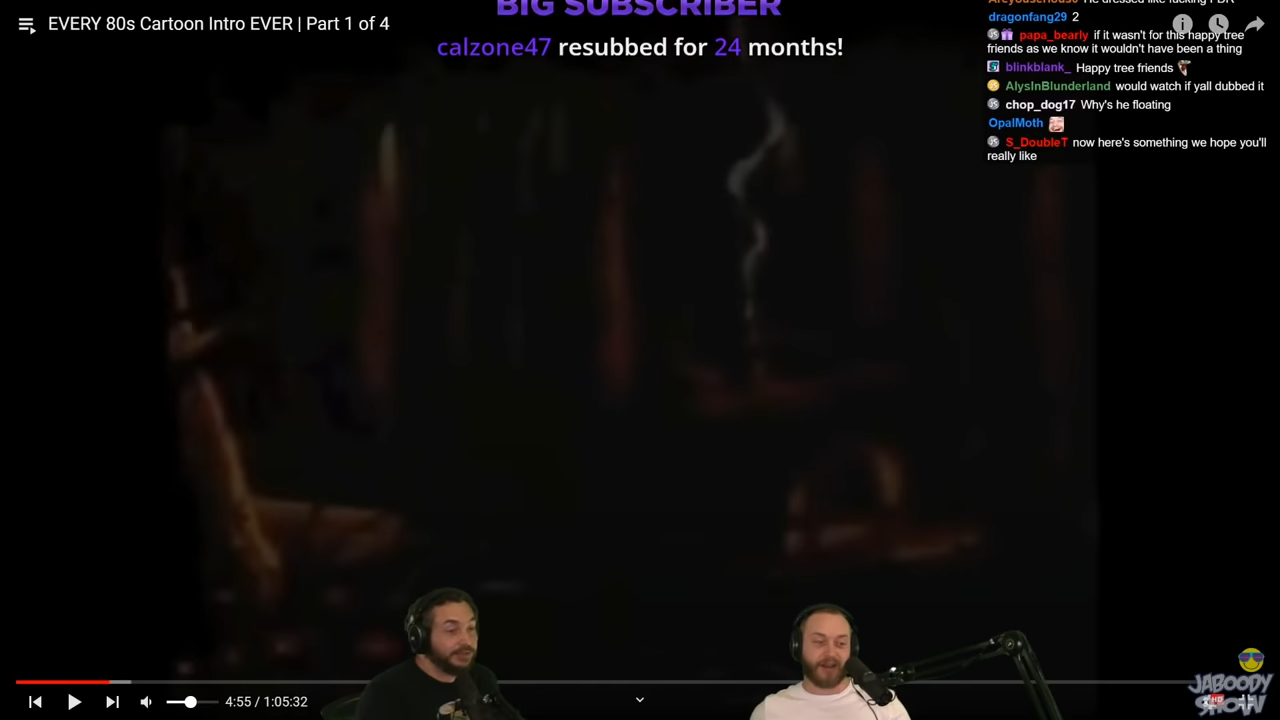 EVERY 80s Cartoon Intro EVER | Part 1 of 4
BIG SUBSCRIBER
calzone47 resubbed for 24 months!
dragonfang29 2
papa_bearly if it wasn't for this happy tree
friends as we know it wouldn't have been a thing
blinkblank_ Happy tree friends
AlysInBlunderland would watch if yall dubbed it
chop_dog17 Why's he floating
OpalMoth
S_DoubleT now here's something we hope you'll
really like
4:55 / 1:05:32
JABOODY
SHOW